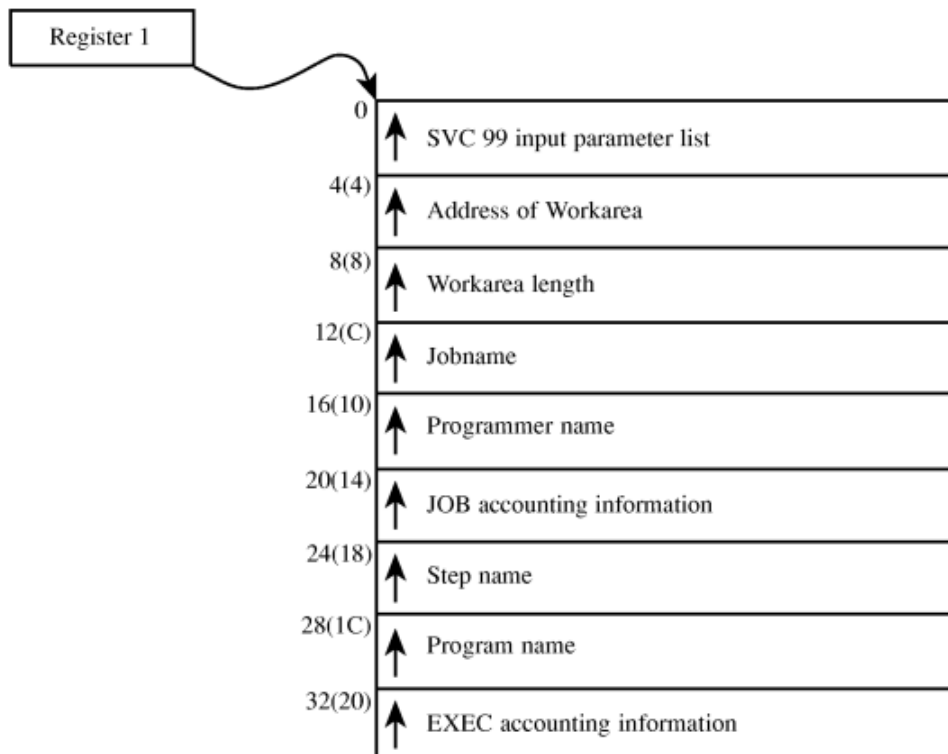 Register 1
0
SVC 99 input parameter list
4(4)
Address of Workarea
8(8)
Workarea length
12(C)
Jobname
16(10)
Programmer name
20(14)
JOB accounting information
24(18)
Step name
28(1C)
Program name
32(20)
EXEC accounting information